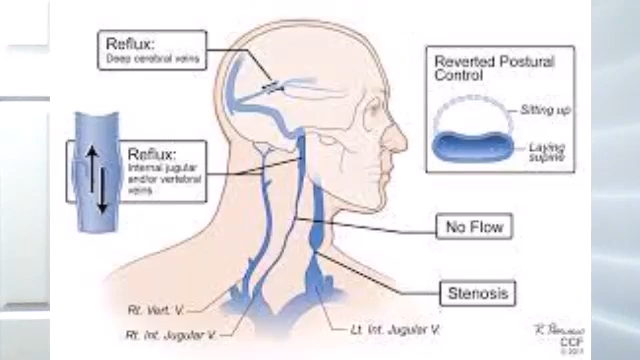 Reflux:
Deep cerebral veins
Reverted Postural
Control
Sitting up
Laying
supine
Reflux:
Internal jugular
and/or vertebral
veins
No Flow
Stenosis
Rt. Vert. V.
Rt. Int. Jugular V.
Lt. Int. Jugular V.
CCF